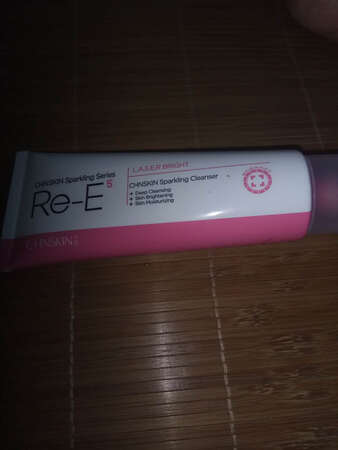 CHNSKIN Sparkling Series
Re-E5
CHNSKIN
LASER BRIGHT
CHNSKIN Sparkling Cleanser
+ Deep Cleansing
+ Skin Brightening
+ Skin Moisturizing